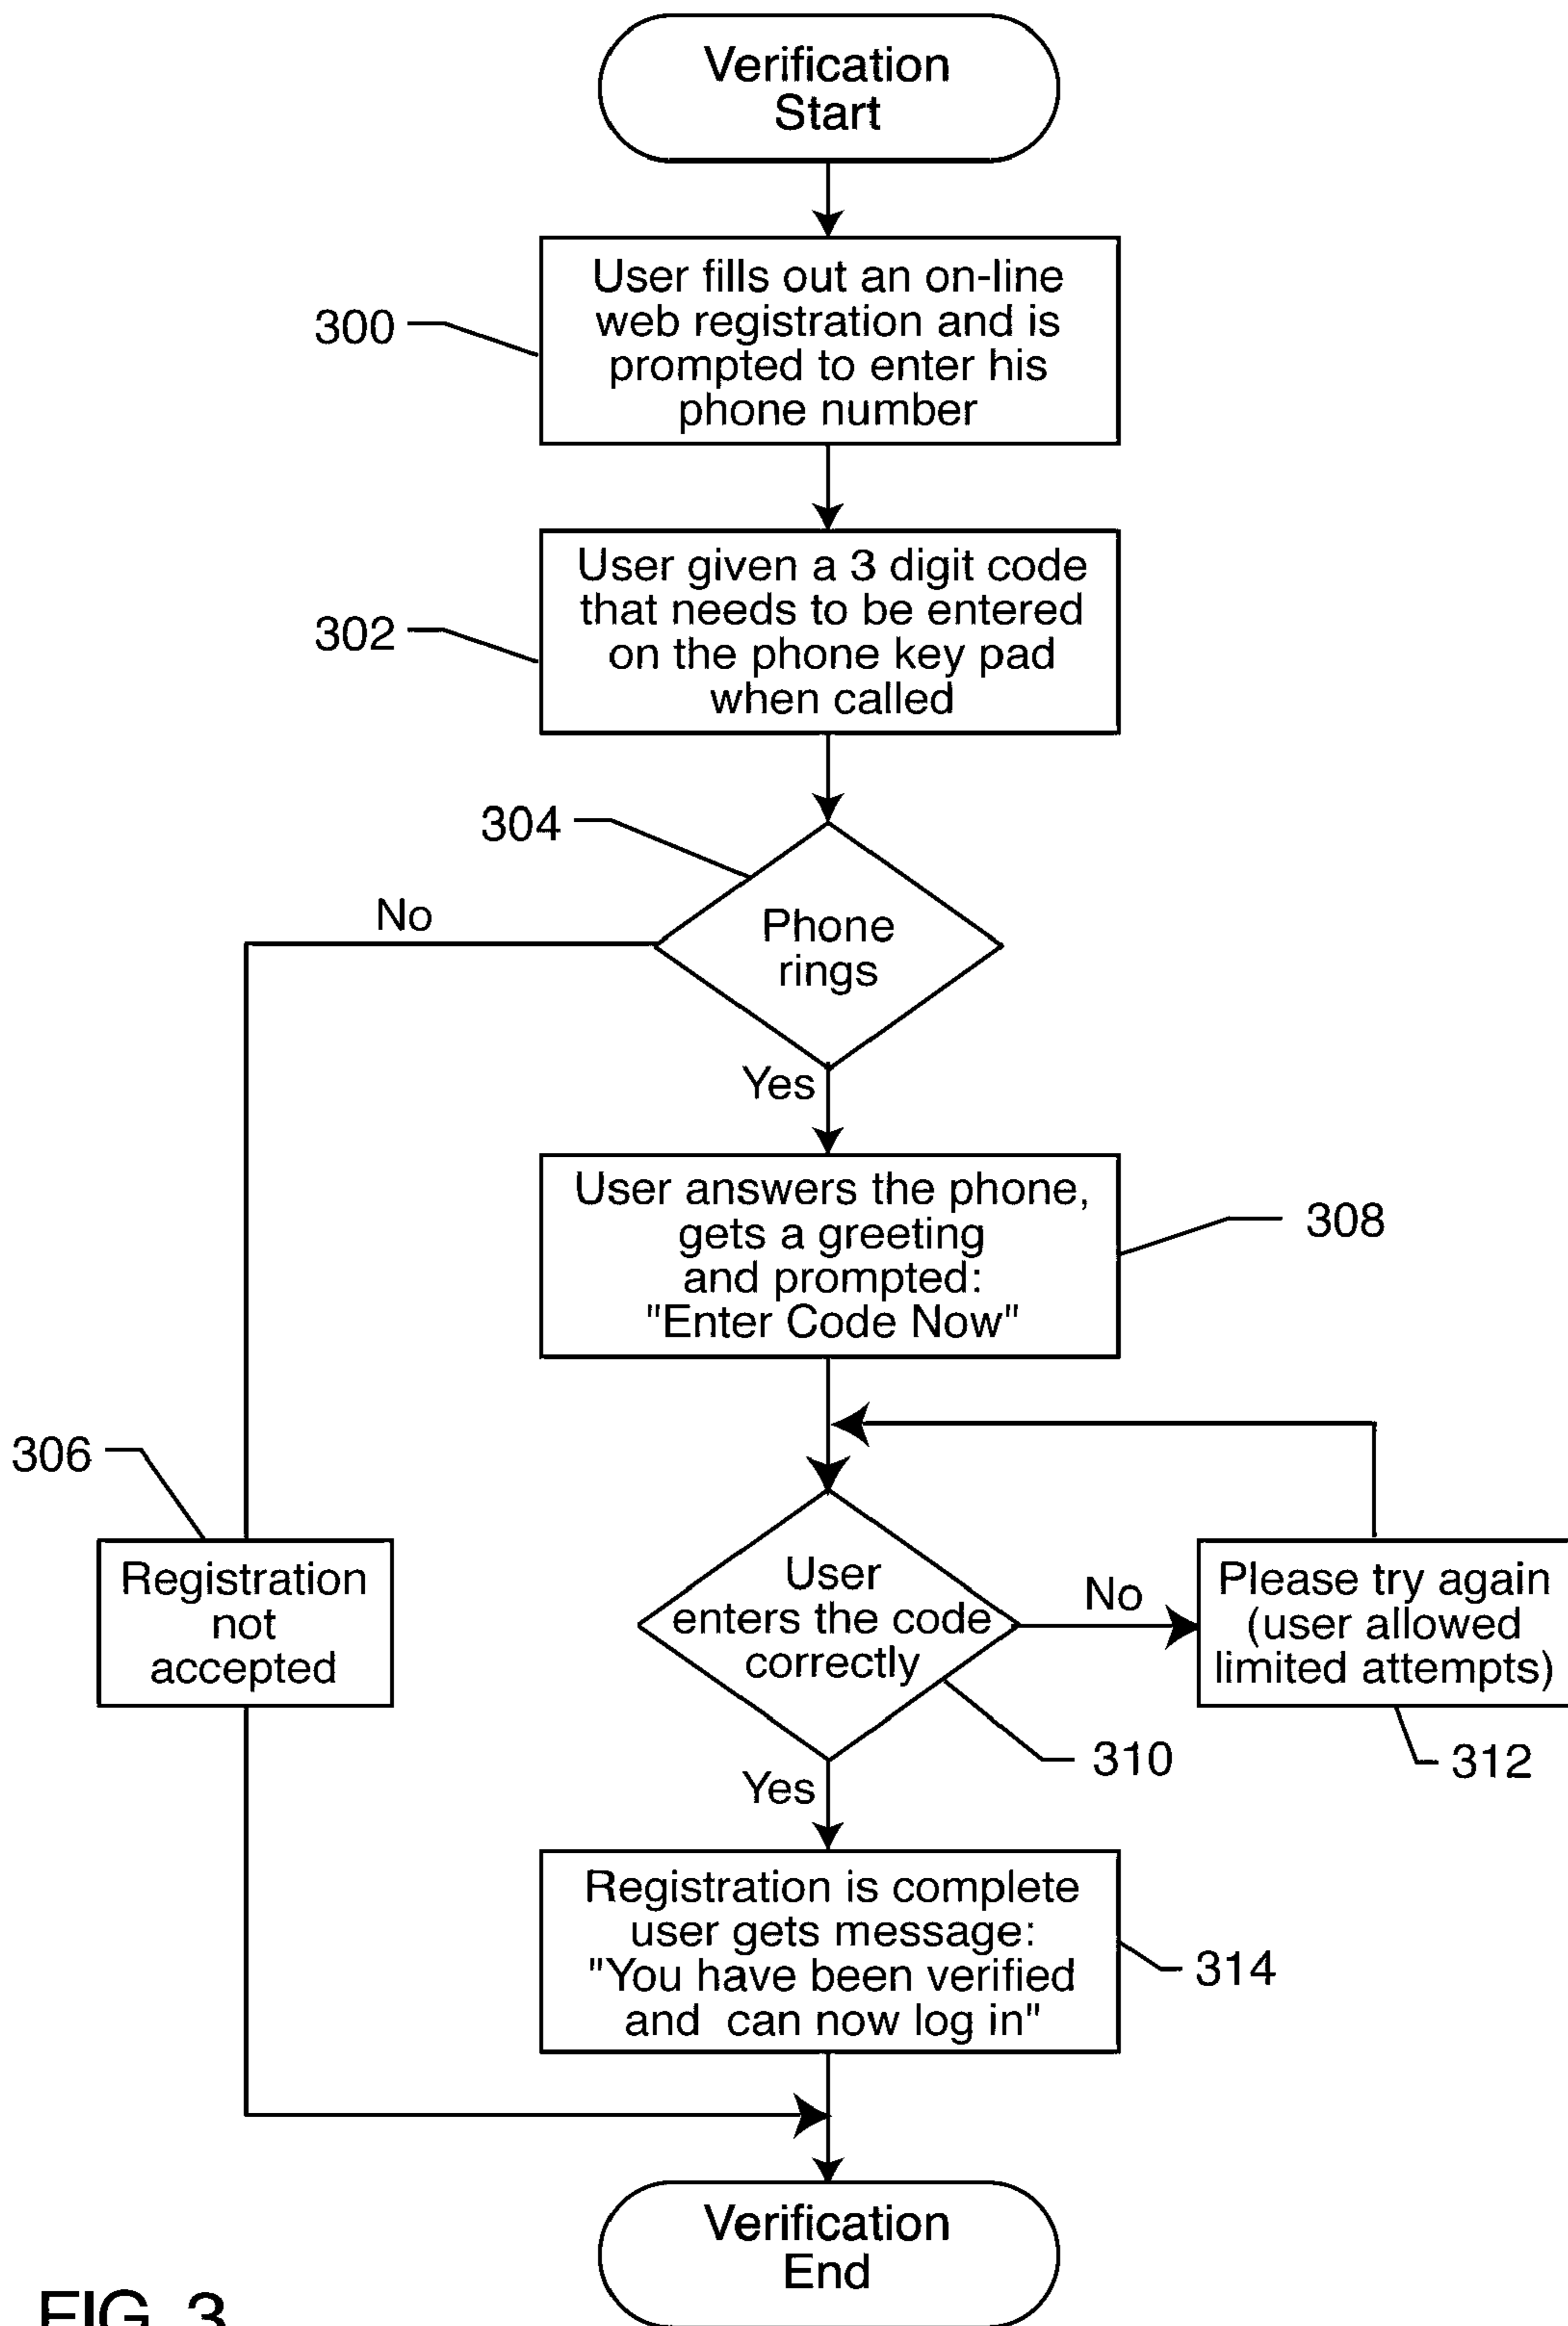 Verification
Start
User fills out an on-line
web registration and is
prompted to enter his
phone number
300
User given a 3 digit code
that needs to be entered
on the phone key pad
when called
302
304
No
Phone
rings
Yes
User answers the phone,
gets a greeting
and prompted:
"Enter Code Now"
308
306
Registration
not
accepted
User
enters the code
correctly
No
Please try again
(user allowed
limited attempts)
310
312
Yes
Registration is complete
user gets message:
"You have been verified
and can now log in"
314
Verification
End
FIG. 3